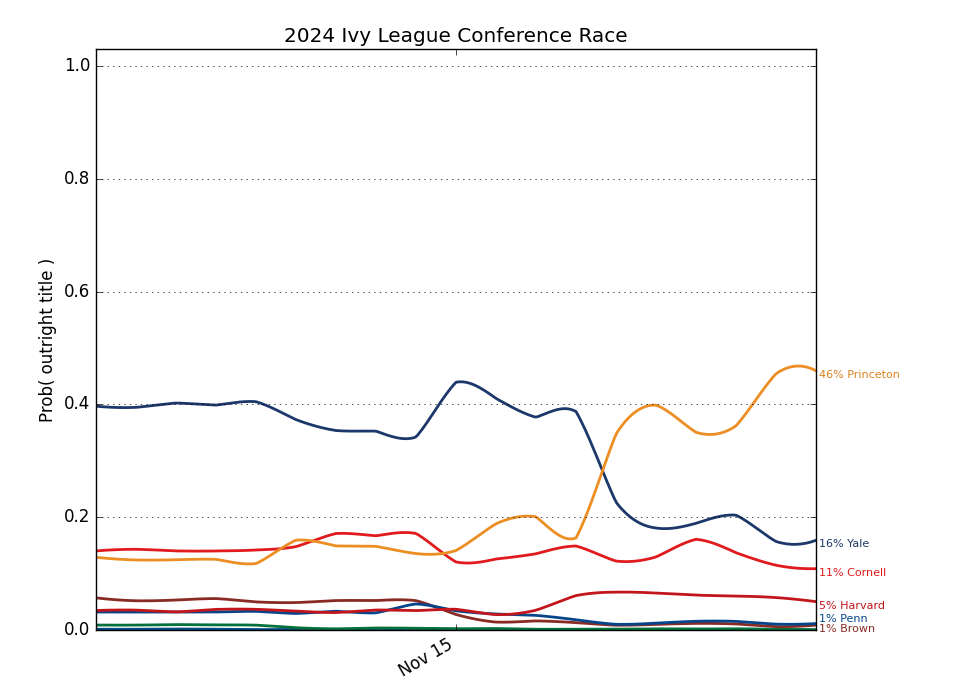 2024 Ivy League Conference Race
1.0
0.8
0.6
0.4
0.2
0.0
Prob( outright title )
Nov 15
46% Princeton
16% Yale
11% Cornell
5% Harvard
1% Penn
1% Brown